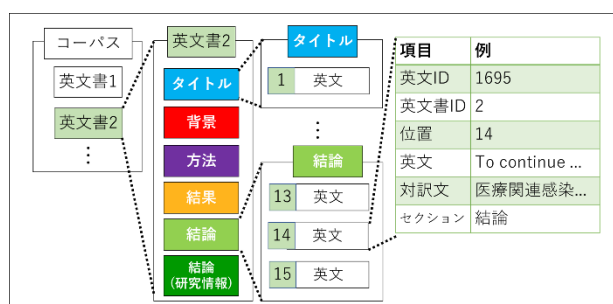 コーパス
英文書1
英文書2
⋮
英文書2
タイトル
背景
方法
結果
結論
結論
(研究情報)
タイトル
1 英文
⋮
結論
13 英文
14 英文
15 英文
項目 例
英文ID 1695
英文書ID 2
位置 14
英文 To continue ...
対訳文 医療関連感染...
セクション 結論